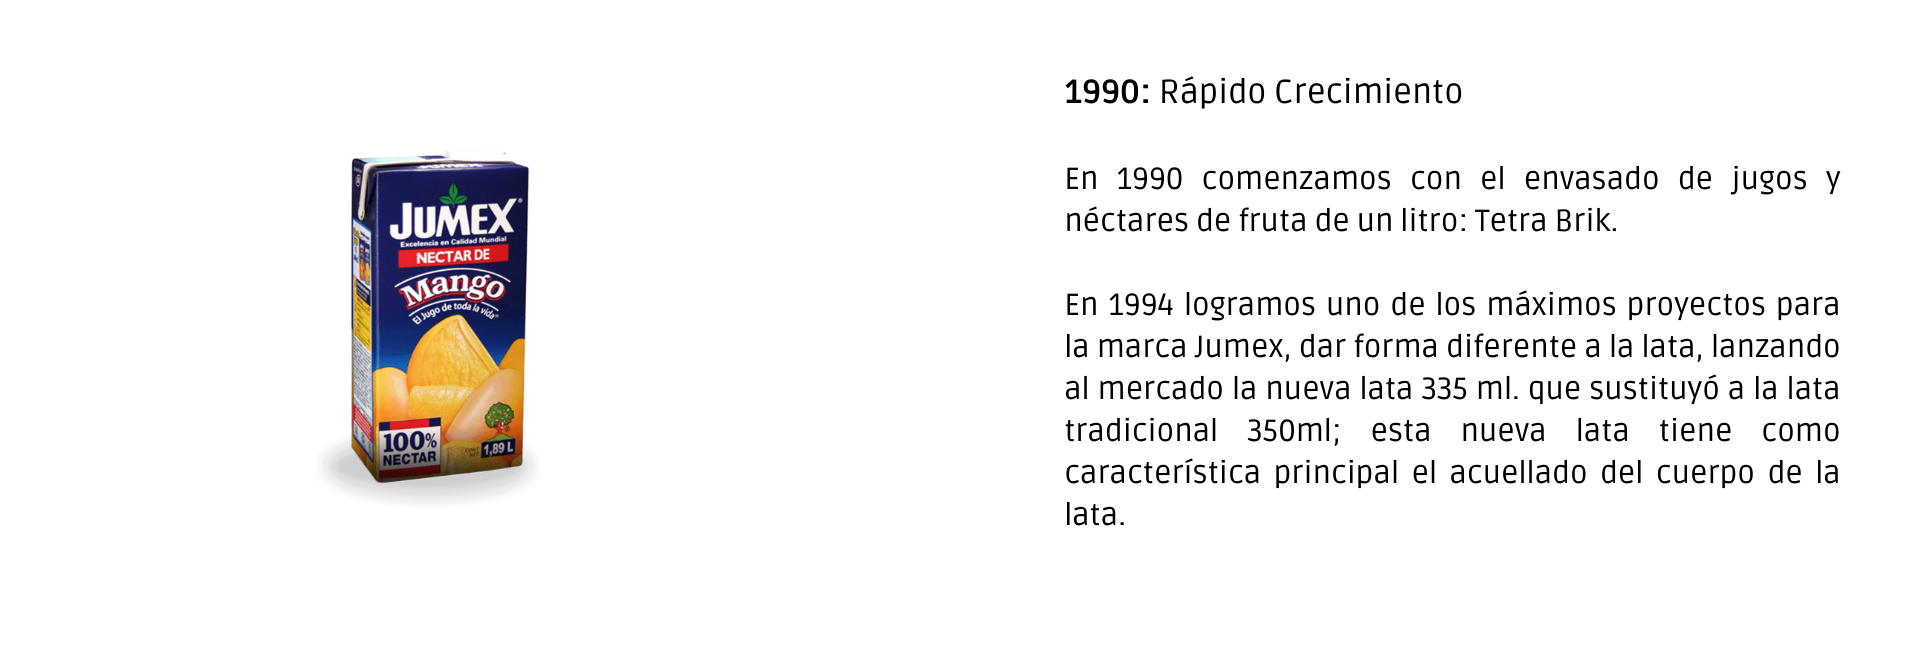 JUMEX
Excelencia en Calidad Mundial
NECTAR DE
Mango
El Jugo de toda la vida
100%
NECTAR
1,89 L
1990: Rápido Crecimiento
En 1990 comenzamos con el envasado de jugos y
néctares de fruta de un litro: Tetra Brik.
En 1994 logramos uno de los máximos proyectos para
la marca Jumex, dar forma diferente a la lata, lanzando
al mercado la nueva lata 335 ml. que sustituyó a la lata
tradicional 350ml; esta nueva lata tiene como
característica principal el acuellado del cuerpo de la
lata.